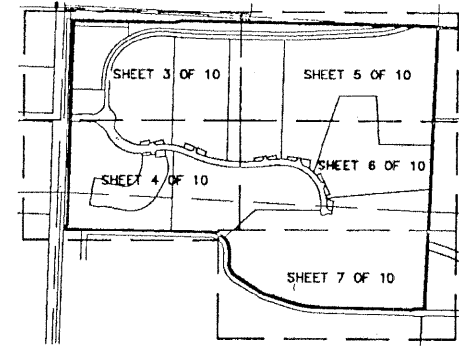 SHEET 3 OF 10
SHEET 5 OF 10
SHEET 4 OF 10
SHEET 6 OF 10
SHEET 7 OF 10